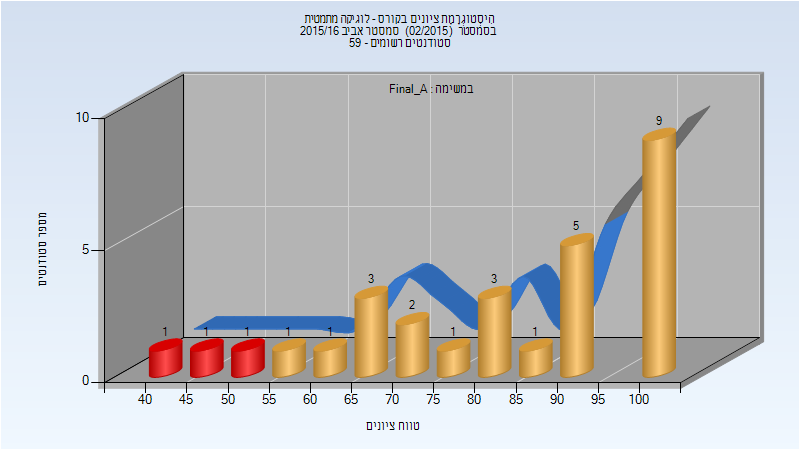 היסטוגרמת ציונים בקורס - לוגיקה מתמטית
בסמסטר (02/2015) סמסטר אביב 2015/16
סטודנטים רשומים - 59
במשימה : Final_A
מספר סטודנטים
10
5
0
1
1
1
1
1
3
2
1
3
1
5
9
40 45 50 55 60 65 70 75 80 85 90 95 100
טווח ציונים